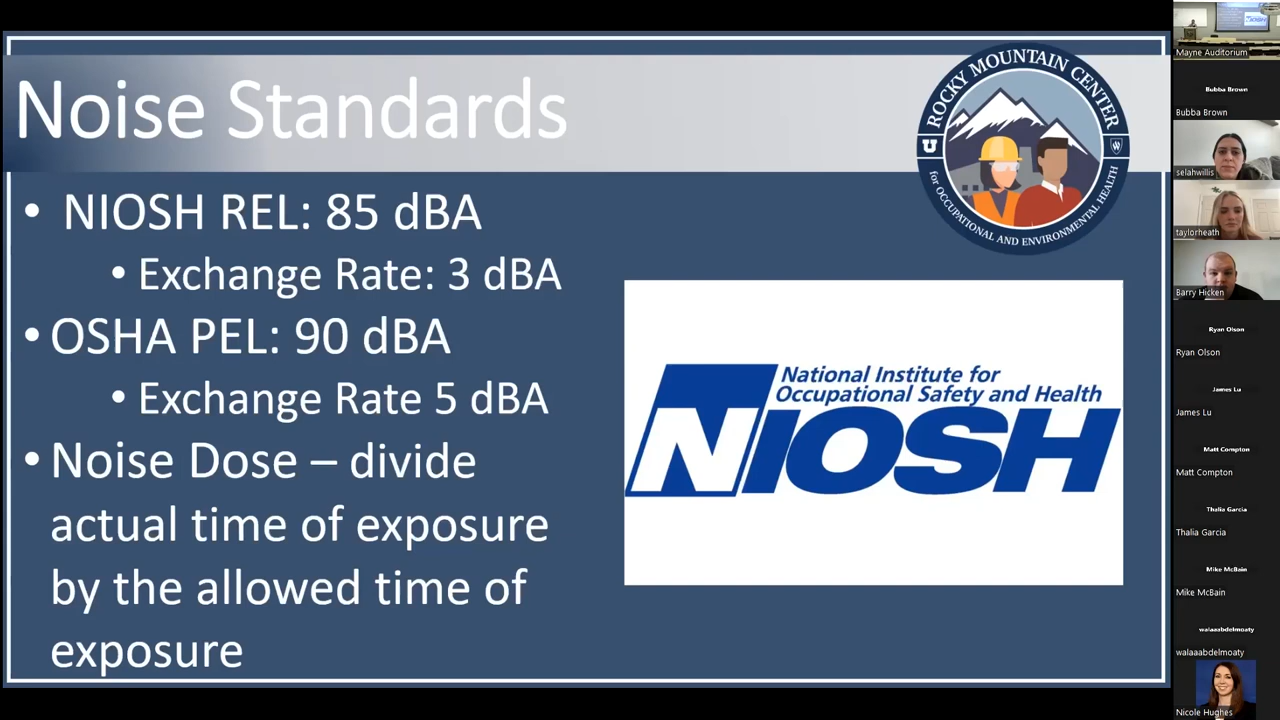 Noise Standards
ROCKY MOUNTAIN CENTER
for OCCUPATIONAL AND ENVIRONMENTAL HEALTH
U
• NIOSH REL: 85 dBA
• Exchange Rate: 3 dBA
• OSHA PEL: 90 dBA
• Exchange Rate 5 dBA
• Noise Dose – divide
actual time of exposure
by the allowed time of
exposure
National Institute for
Occupational Safety and Health
NIOSH
Mayne Auditorium
Bubba Brown
Bubba Brown
selahwillis
taylorheath
Barry Hicken
Ryan Olson
Ryan Olson
James Lu
James Lu
Matt Compton
Matt Compton
Thalia Garcia
Thalia Garcia
Mike McBain
Mike McBain
walaaabdelmoaty
walaaabdelmoaty
Nicole Hughes